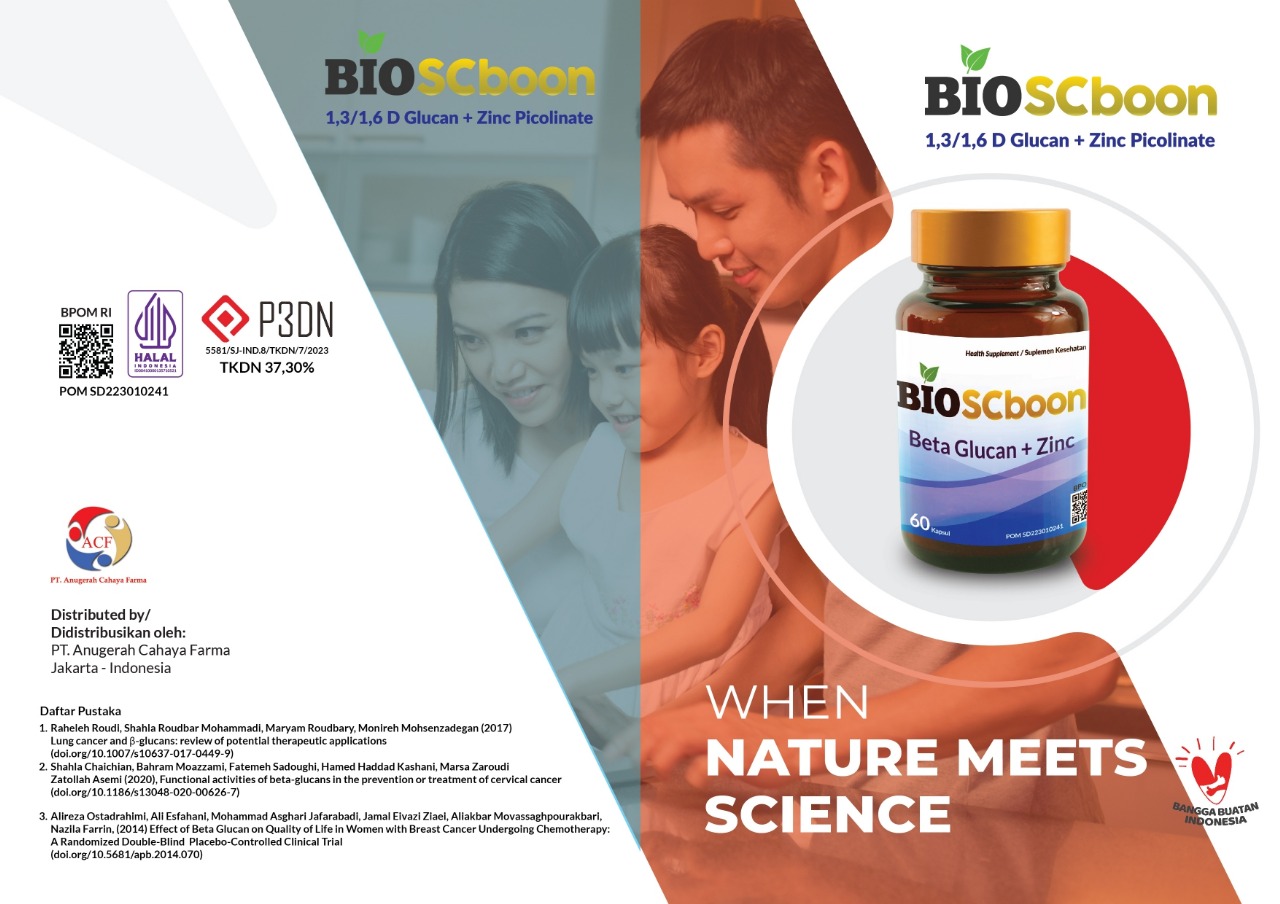 BIOSCboon
1,3/1,6 D Glucan + Zinc Picolinate
BPOM RI
POM SD223010241
HALAL
INDONESIA
P3DN
5581/SJ-IND.8/TKDN/7/2023
TKDN 37,30%
ACF
PT. Anugerah Cahaya Farma
Distributed by/
Didistribusikan oleh:
PT. Anugerah Cahaya Farma
Jakarta - Indonesia
Daftar Pustaka
1. Raheleh Roudi, Shahla Roudbar Mohammadi, Maryam Roudbary, Monireh Mohsenzadegan (2017)
Lung cancer and β-glucans: review of potential therapeutic applications
(doi.org/10.1007/s10637-017-0449-9)
2. Shahla Chaichian, Bahram Moazzami, Fatemeh Sadoughi, Hamed Haddad Kashani, Marsa Zaroudi
Zatollah Asemi (2020), Functional activities of beta-glucans in the prevention or treatment of cervical cancer
(doi.org/10.1186/s13048-020-00626-7)
3. Alireza Ostadrahimi, Ali Esfahani, Mohammad Asghari Jafarabadi, Jamal Eivazi Ziaei, Aliakbar Movassaghpourakbari,
Nazila Farrin, (2014) Effect of Beta Glucan on Quality of Life in Women with Breast Cancer Undergoing Chemotherapy:
A Randomized Double-Blind Placebo-Controlled Clinical Trial
(doi.org/10.5681/apb.2014.070)
BIOSCboon
1,3/1,6 D Glucan + Zinc Picolinate
Health Supplement / Suplemen Kesehatan
BIOSCboon
Beta Glucan + Zinc
BPO
60 Kapsul
POM SD223010241
WHEN
NATURE MEETS
SCIENCE
BANGGA BUATAN
INDONESIA